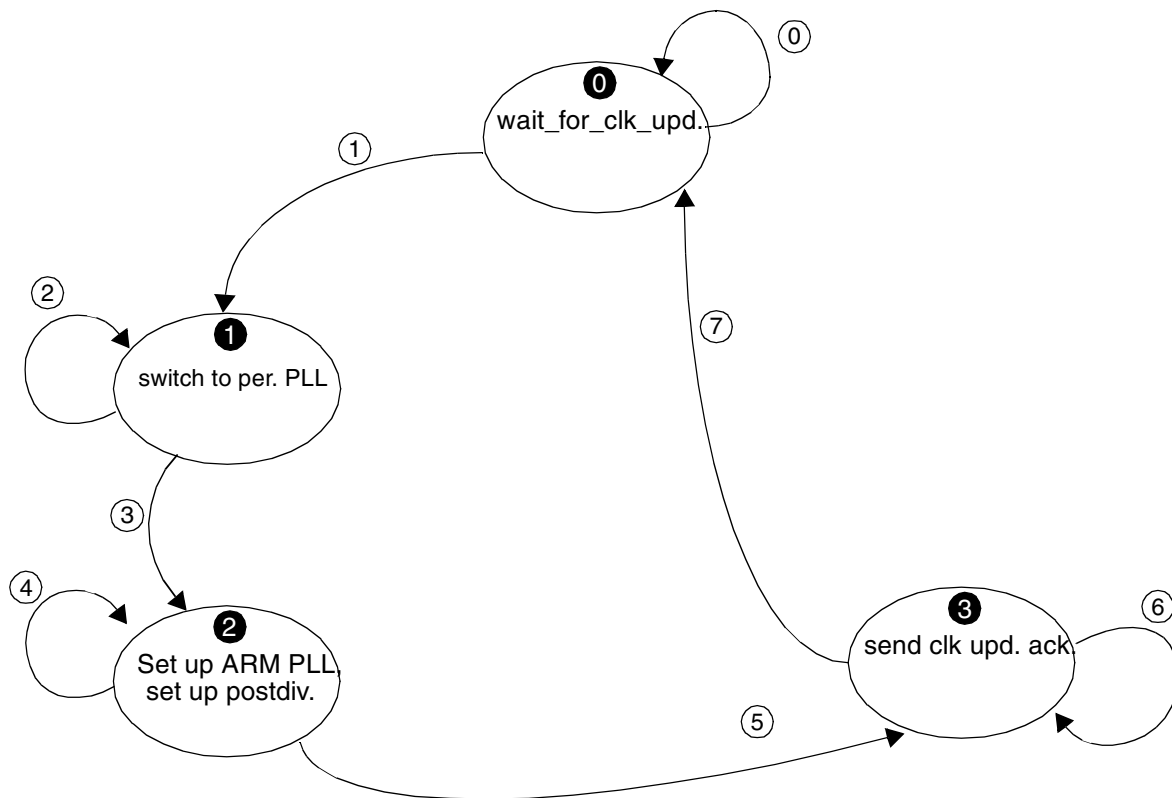 0
0
wait_for_clk_upd.
1
2
1
switch to per. PLL
7
3
4
2
Set up ARM PLL,
set up postdiv.
3
send clk upd. ack.
6
5